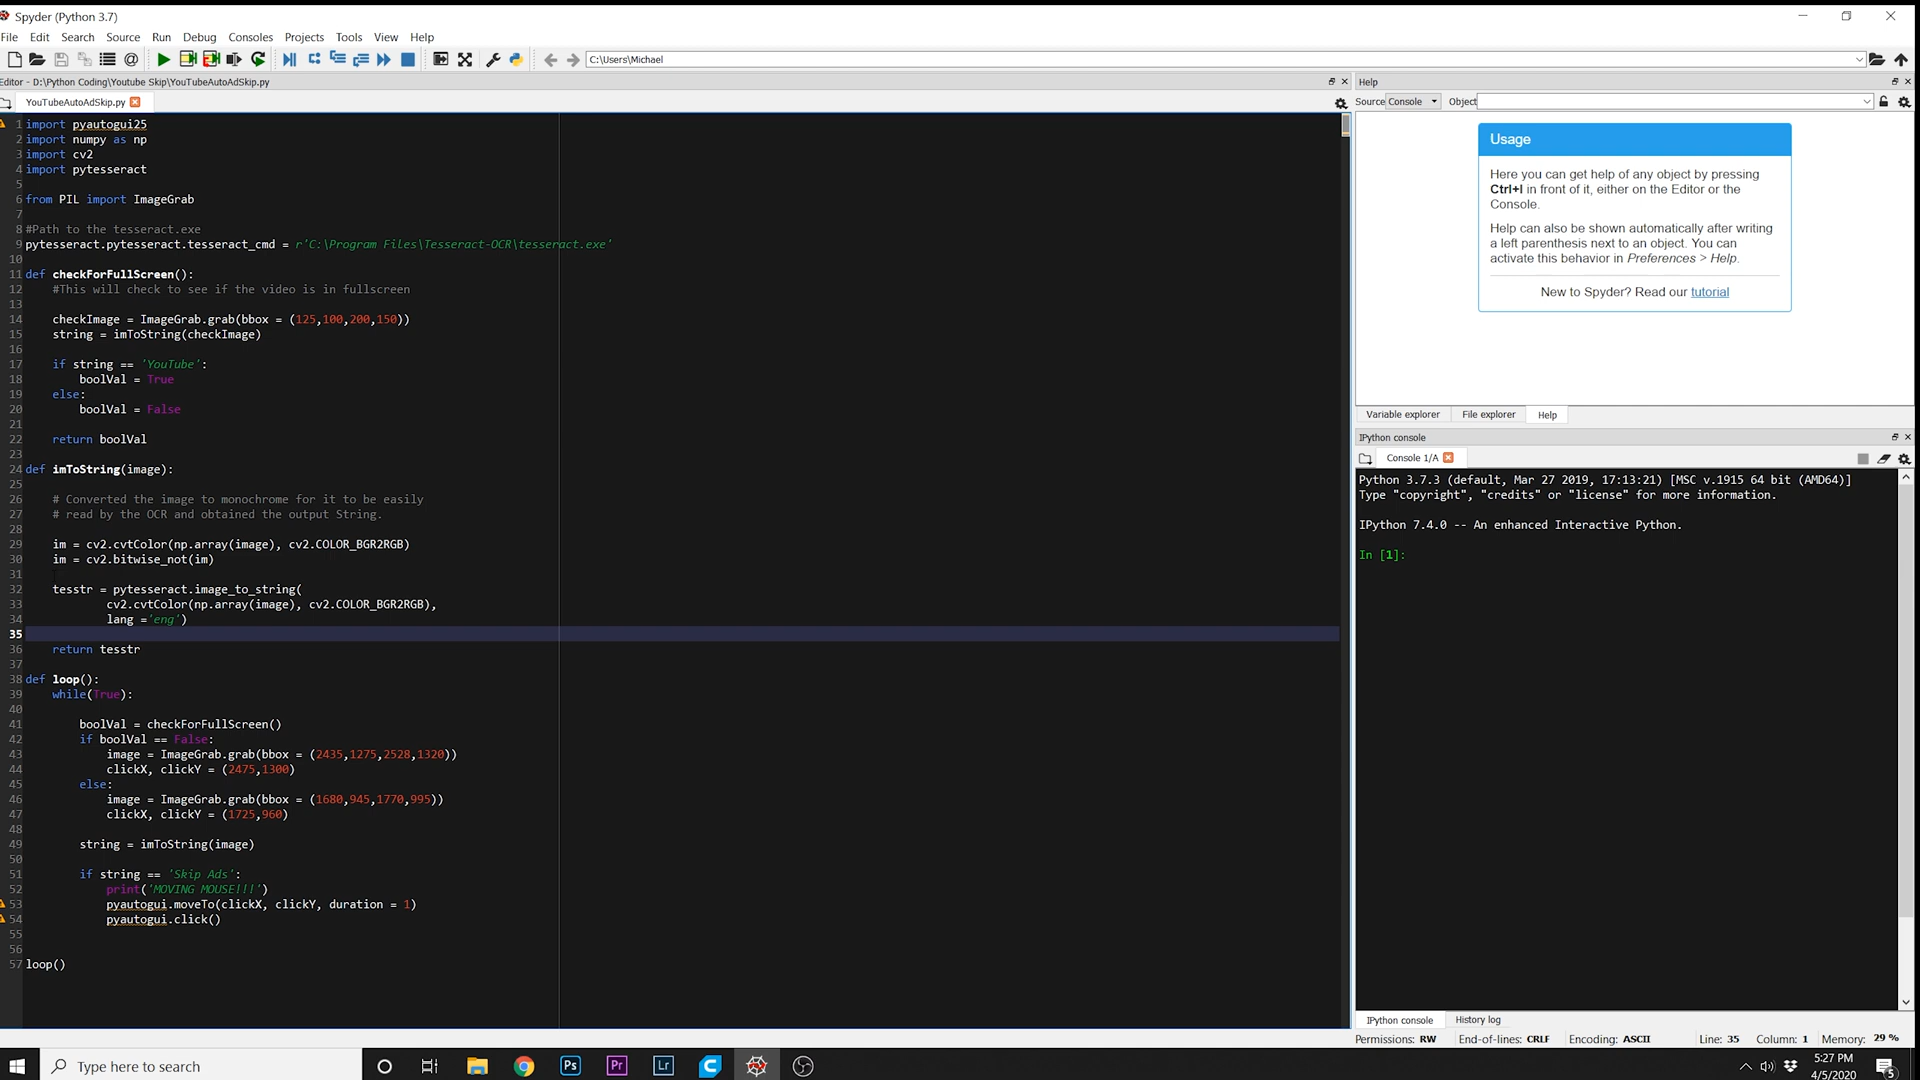 Spyder (Python 3.7)
File Edit Search Source Run Debug Consoles Projects Tools View Help
C:\Users\Michael
Editor - D:\Python Coding\Youtube Skip\YouTubeAutoAdSkip.py
YouTubeAutoAdSkip.py
1 import pyautogui25
2 import numpy as np
3 import cv2
4 import pytesseract
5
6 from PIL import ImageGrab
7
8 #Path to the tesseract.exe
9 pytesseract.pytesseract.tesseract_cmd = r'C:\Program Files\Tesseract-OCR\tesseract.exe'
10
11 def checkForFullScreen():
12 #This will check to see if the video is in fullscreen
13
14 checkImage = ImageGrab.grab(bbox = (125,100,200,150))
15 string = imToString(checkImage)
16
17 if string == 'YouTube':
18 boolVal = True
19 else:
20 boolVal = False
21
22 return boolVal
23
24 def imToString(image):
25
26 # Converted the image to monochrome for it to be easily
27 # read by the OCR and obtained the output String.
28
29 im = cv2.cvtColor(np.array(image), cv2.COLOR_BGR2RGB)
30 im = cv2.bitwise_not(im)
31
32 tesstr = pytesseract.image_to_string(
33 cv2.cvtColor(np.array(image), cv2.COLOR_BGR2RGB),
34 lang ='eng')
35
36 return tesstr
37
38 def loop():
39 while(True):
40
41 boolVal = checkForFullScreen()
42 if boolVal == False:
43 image = ImageGrab.grab(bbox = (2435,1275,2528,1320))
44 clickX, clickY = (2475,1300)
45 else:
46 image = ImageGrab.grab(bbox = (1680,945,1770,995))
47 clickX, clickY = (1725,960)
48
49 string = imToString(image)
50
51 if string == 'Skip Ads':
52 print('MOVING MOUSE!!!')
53 pyautogui.moveTo(clickX, clickY, duration = 1)
54 pyautogui.click()
55
56
57 loop()
Help
Source Console Object
Usage
Here you can get help of any object by pressing
Ctrl+I in front of it, either on the Editor or the
Console.
Help can also be shown automatically after writing
a left parenthesis next to an object. You can
activate this behavior in Preferences > Help.
New to Spyder? Read our tutorial
Variable explorer File explorer Help
IPython console
Console 1/A
Python 3.7.3 (default, Mar 27 2019, 17:13:21) [MSC v.1915 64 bit (AMD64)]
Type "copyright", "credits" or "license" for more information.
IPython 7.4.0 -- An enhanced Interactive Python.
In [1]:
IPython console History log
Permissions: RW End-of-lines: CRLF Encoding: ASCII Line: 35 Column: 1 Memory: 29 %
Type here to search
Ps
Pr
Lr
5:27 PM
4/5/2020
5